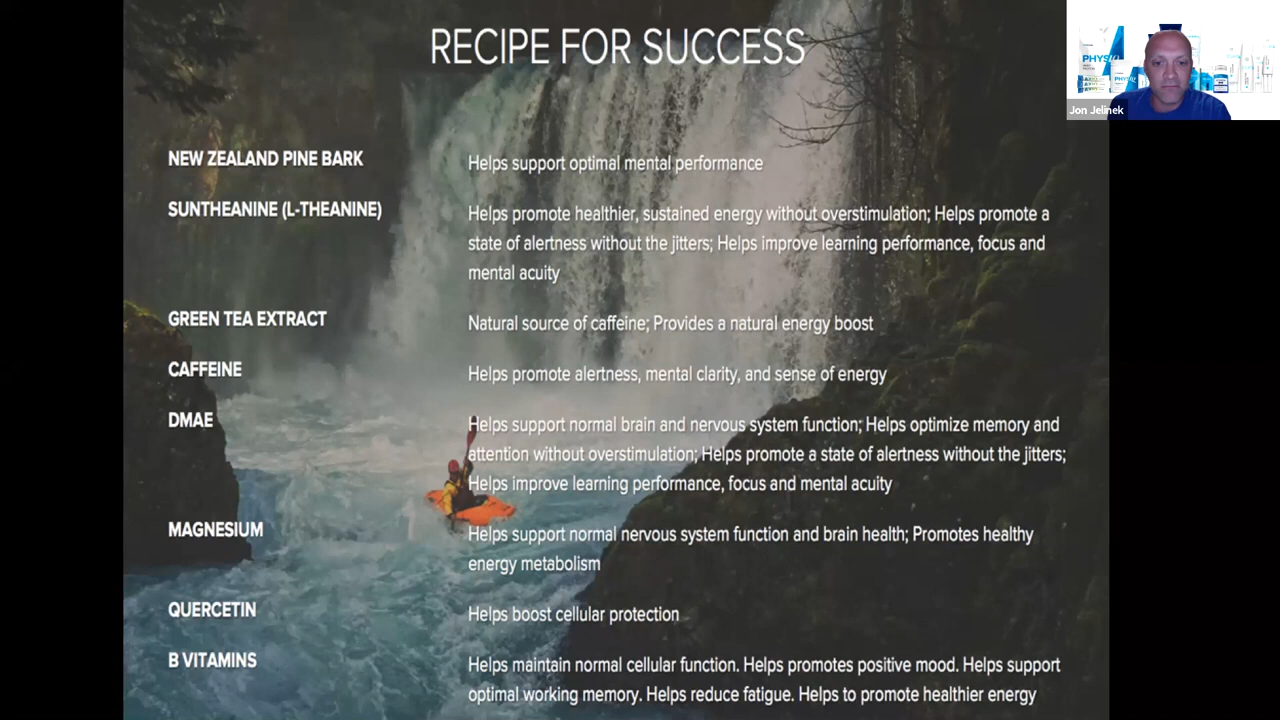 RECIPE FOR SUCCESS
NEW ZEALAND PINE BARK
Helps support optimal mental performance
SUNTHEANINE (L-THEANINE)
Helps promote healthier, sustained energy without overstimulation; Helps promote a
state of alertness without the jitters; Helps improve learning performance, focus and
mental acuity
GREEN TEA EXTRACT
Natural source of caffeine; Provides a natural energy boost
CAFFEINE
Helps promote alertness, mental clarity, and sense of energy
DMAE
Helps support normal brain and nervous system function; Helps optimize memory and
attention without overstimulation; Helps promote a state of alertness without the jitters;
Helps improve learning performance, focus and mental acuity
MAGNESIUM
Helps support normal nervous system function and brain health; Promotes healthy
energy metabolism
QUERCETIN
Helps boost cellular protection
B VITAMINS
Helps maintain normal cellular function. Helps promotes positive mood. Helps support
optimal working memory. Helps reduce fatigue. Helps to promote healthier energy
Jon Jelinek